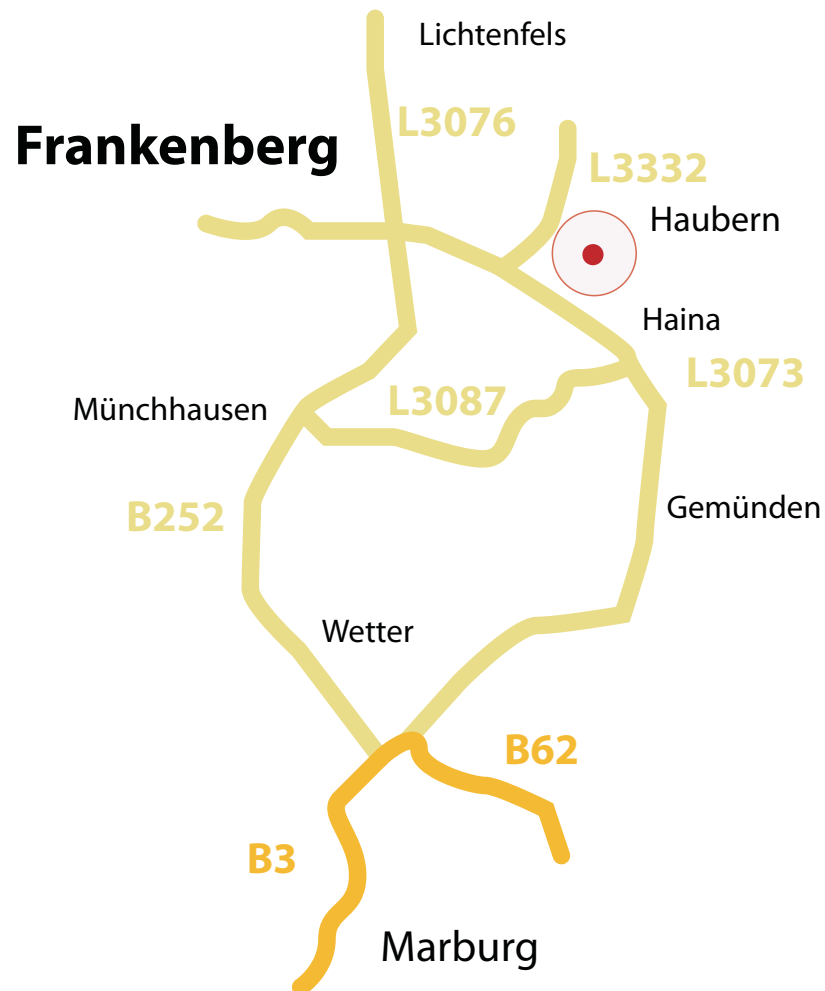 Lichtenfels
L3076
Frankenberg
L3332
Haubern
Haina
L3073
L3087
Münchhausen
Gemünden
B252
Wetter
B62
B3
Marburg